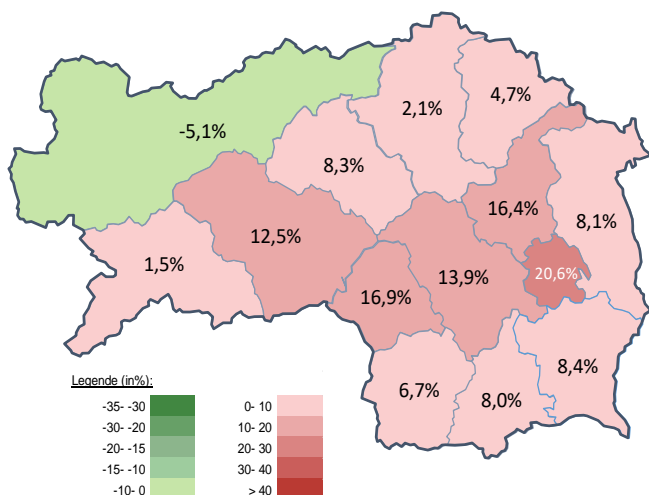 4,7%
2,1%
-5,1%
8,3%
16,4%
8,1%
12,5%
1,5%
13,9%
20,6%
16,9%
8,4%
6,7%
8,0%
Legende (in%):
-35- -30 0- 10
-30- -20 10- 20
-20- -15 20- 30
-15- -10 30- 40
-10- 0 > 40